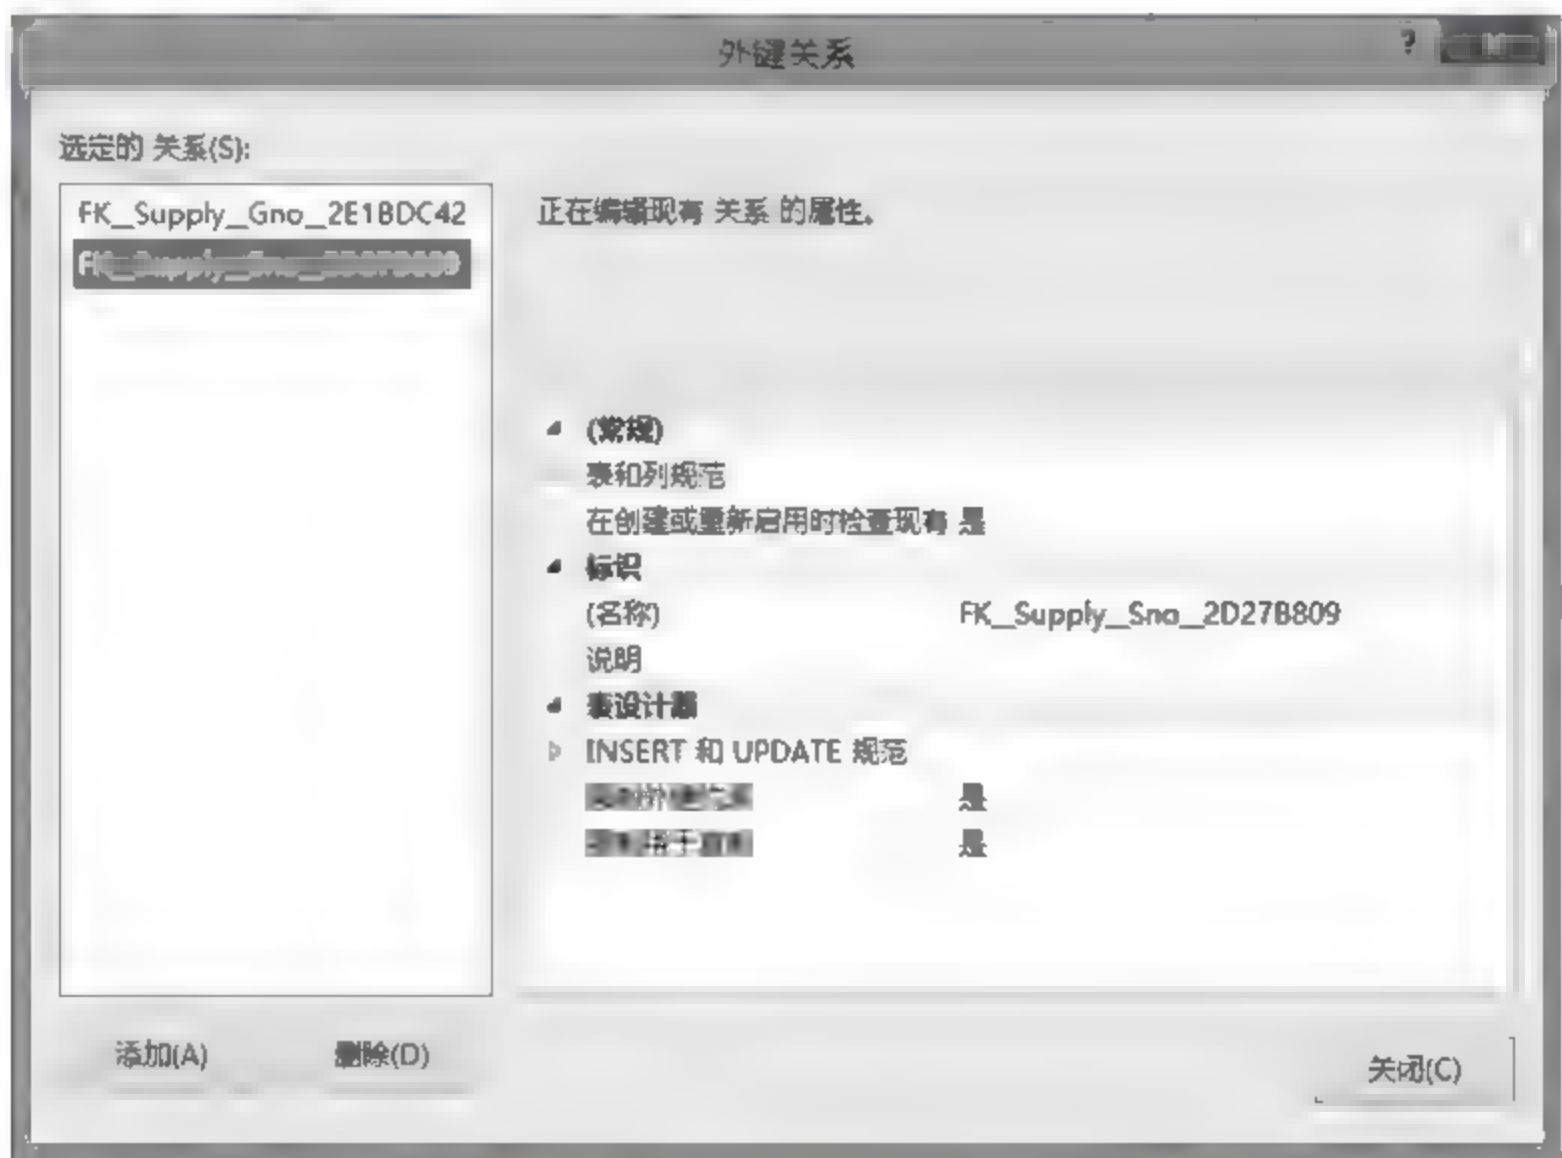 外键关系
?
选定的 关系(S):
FK_Supply_Gno_2E1BDC42
正在编辑现有 关系 的属性。
(常规)
表和列规范
在创建或重新启用时检查现有 是
标识
(名称) FK_Supply_Sno_2D27B809
说明
表设计器
INSERT 和 UPDATE 规范
是
是
添加(A) 删除(D)
关闭(C)